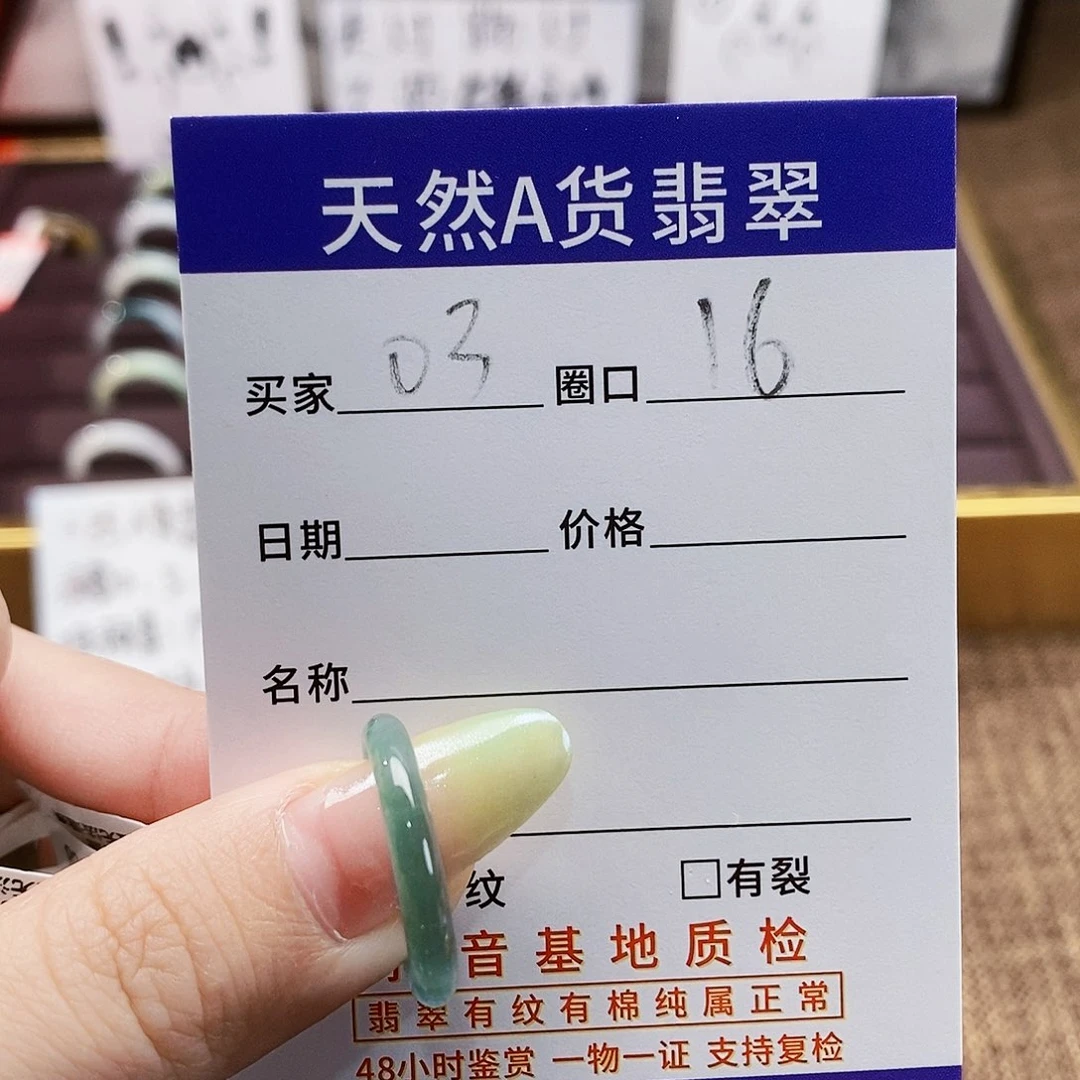 天然A货翡翠
买家 03 圈口 16
日期 价格
名称
纹 □有裂
音基地质检
翡翠有纹有棉纯属正常
48小时鉴赏 一物一证 支持复检